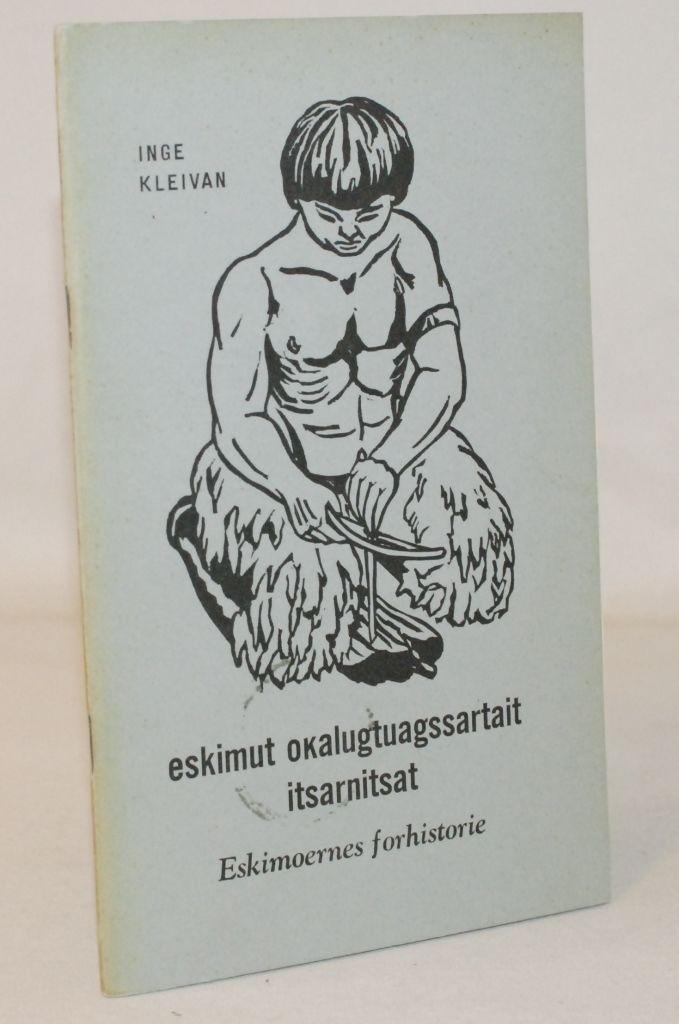 INGE
KLEIVAN
eskimut oĸalugtuagssartait
itsarnitsat
Eskimoernes forhistorie